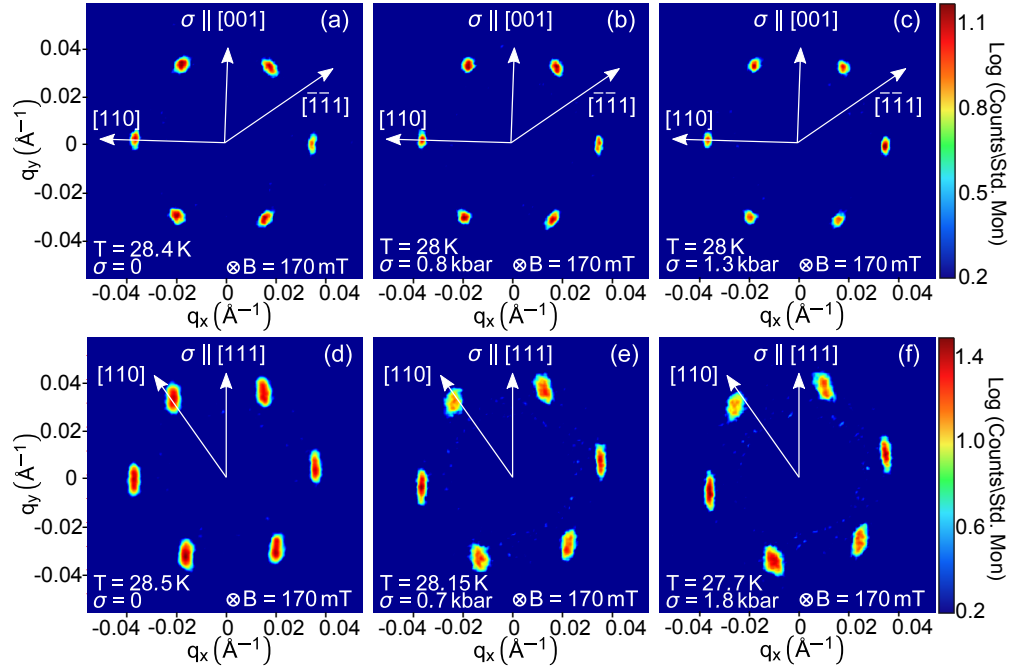 σ ∥ [001] (a)
[110]
[1̅1̅1]
T = 28.4 K
σ = 0 ⊗B = 170 mT
0.04
0.02
0
-0.02
-0.04
q_y (Å⁻¹)
-0.04 -0.02 0 0.02 0.04
q_x (Å⁻¹)
σ ∥ [001] (b)
[110]
[1̅1̅1]
T = 28 K
σ = 0.8 kbar ⊗B = 170 mT
-0.04 -0.02 0 0.02 0.04
q_x (Å⁻¹)
σ ∥ [001] (c)
[110]
[1̅1̅1]
T = 28 K
σ = 1.3 kbar ⊗B = 170 mT
-0.04 -0.02 0 0.02 0.04
q_x (Å⁻¹)
1.1
0.8
0.5
0.2
Log (Counts\Std. Mon)
σ ∥ [111] (d)
[110]
T = 28.5 K
σ = 0 ⊗B = 170 mT
0.04
0.02
0
-0.02
-0.04
q_y (Å⁻¹)
-0.04 -0.02 0 0.02 0.04
q_x (Å⁻¹)
σ ∥ [111] (e)
[110]
T = 28.15 K
σ = 0.7 kbar ⊗B = 170 mT
-0.04 -0.02 0 0.02 0.04
q_x (Å⁻¹)
σ ∥ [111] (f)
[110]
T = 27.7 K
σ = 1.8 kbar ⊗B = 170 mT
-0.04 -0.02 0 0.02 0.04
q_x (Å⁻¹)
1.4
1.0
0.6
0.2
Log (Counts\Std. Mon)